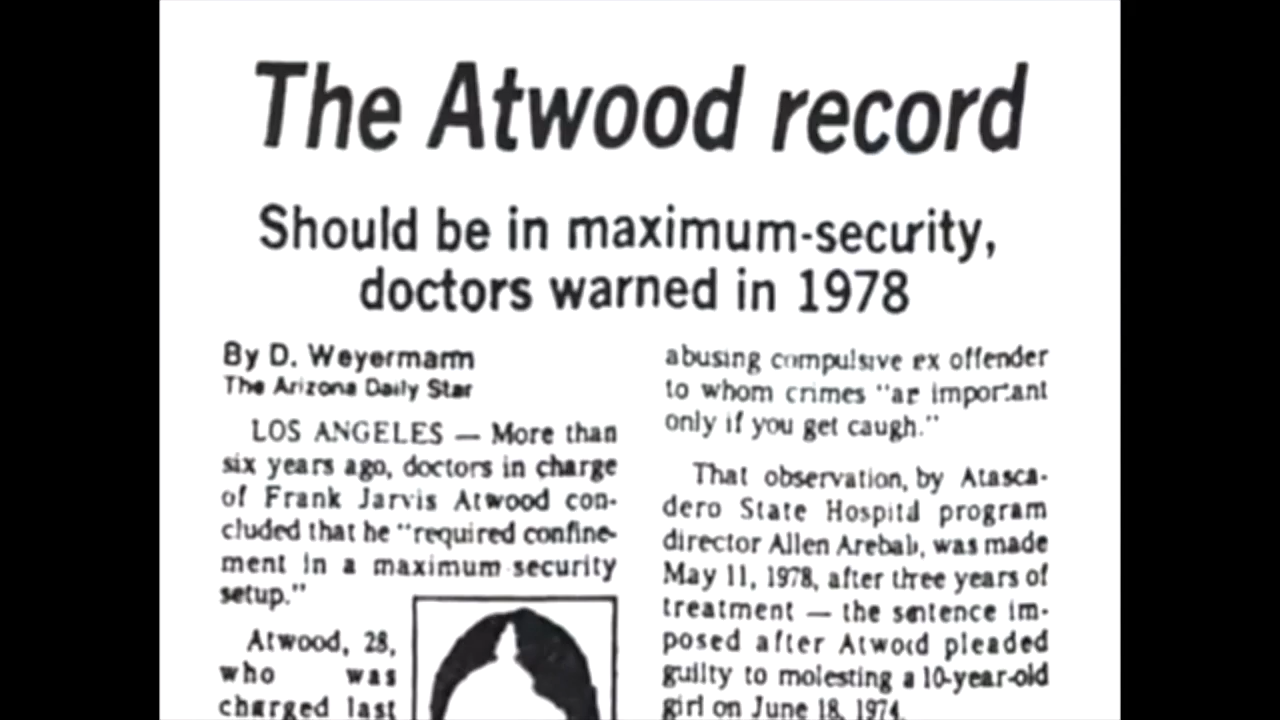 The Atwood record
Should be in maximum-security,
doctors warned in 1978
By D. Weyermann
The Arizona Daily Star
LOS ANGELES — More than
six years ago, doctors in charge
of Frank Jarvis Atwood con-
cluded that he "required confine-
ment in a maximum security
setup."
Atwood, 28,
who was
charged last
abusing compulsive ex offender
to whom crimes "are important
only if you get caugh."
That observation, by Atasca-
dero State Hospital program
director Allen, was made
May 11, 1978, after three years of
treatment — the sentence im-
posed after Atwood pleaded
guilty to molesting a 10-year-old
girl on June 18, 1974.